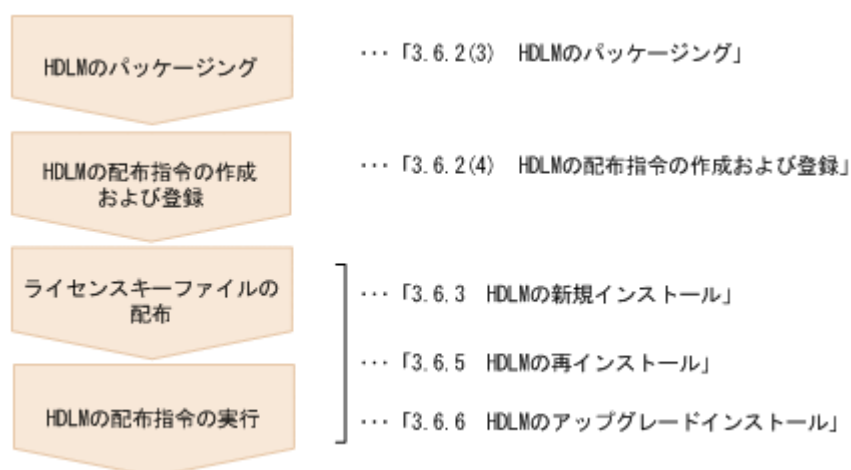 HDLMのパッケージング
･･･「3.6.2(3) HDLMのパッケージング」
HDLMの配布指令の作成
および登録
･･･「3.6.2(4) HDLMの配布指令の作成および登録」
ライセンスキーファイルの
配布
･･･「3.6.3 HDLMの新規インストール」
･･･「3.6.5 HDLMの再インストール」
HDLMの配布指令の実行
･･･「3.6.6 HDLMのアップグレードインストール」